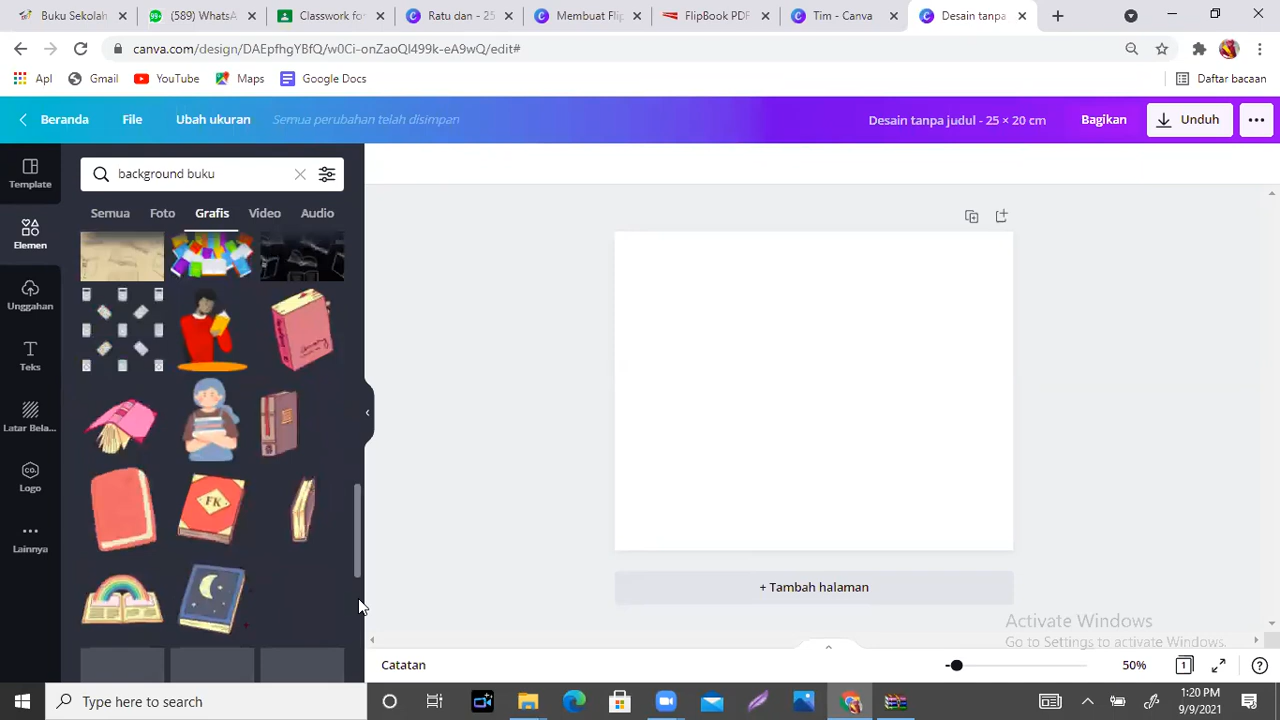 Buku Sekola
(589) WhatsA
Classwork fo
Ratu dan - 25
Membuat Flip
FlipBook PDF
Tim - Canva
Desain tanpa
canva.com/design/DAEpfhgYBfQ/w0Ci-onZaoQI499k-eA9wQ/edit#
Apl
Gmail
YouTube
Maps
Google Docs
Daftar bacaan
Beranda
File
Ubah ukuran
Semua perubahan telah disimpan
Desain tanpa judul - 25 × 20 cm
Bagikan
Unduh
Template
Elemen
Unggahan
Teks
Latar Bela...
Logo
Lainnya
background buku
Semua
Foto
Grafis
Video
Audio
FK
+ Tambah halaman
Activate Windows
Go to Settings to activate Windows.
Catatan
50%
1
Type here to search
1:20 PM
9/9/2021